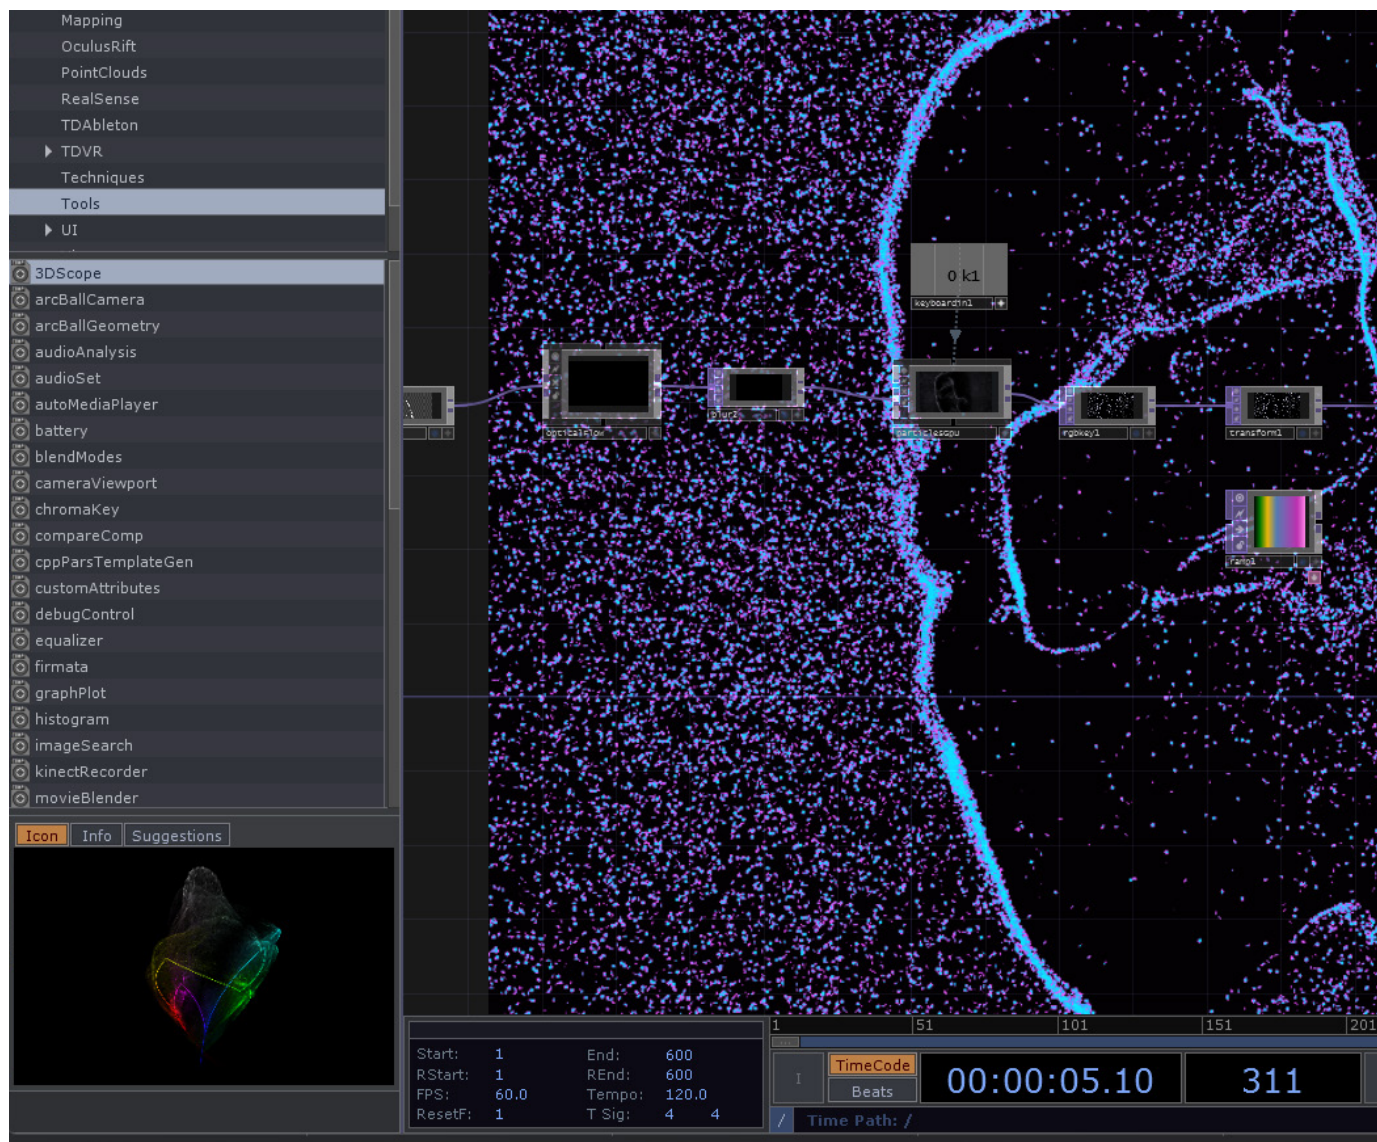 Mapping
OculusRift
PointClouds
RealSense
TDAbleton
TDVR
Techniques
Tools
UI
3DScope
arcBallCamera
arcBallGeometry
audioAnalysis
audioSet
autoMediaPlayer
battery
blendModes
cameraViewport
chromaKey
compareComp
cppParsTemplateGen
customAttributes
debugControl
equalizer
firmata
graphPlot
histogram
imageSearch
kinectRecorder
movieBlender
Icon Info Suggestions
0 k1
keyboardin1
opticalflow
blur2
particlesGpu
rgbkey1
transform1
ramp1
1 51 101 151 201
Start: 1 End: 600
RStart: 1 REnd: 600
FPS: 60.0 Tempo: 120.0
ResetF: 1 T Sig: 4 4
I
TimeCode
Beats
00:00:05.10
311
/ Time Path: /